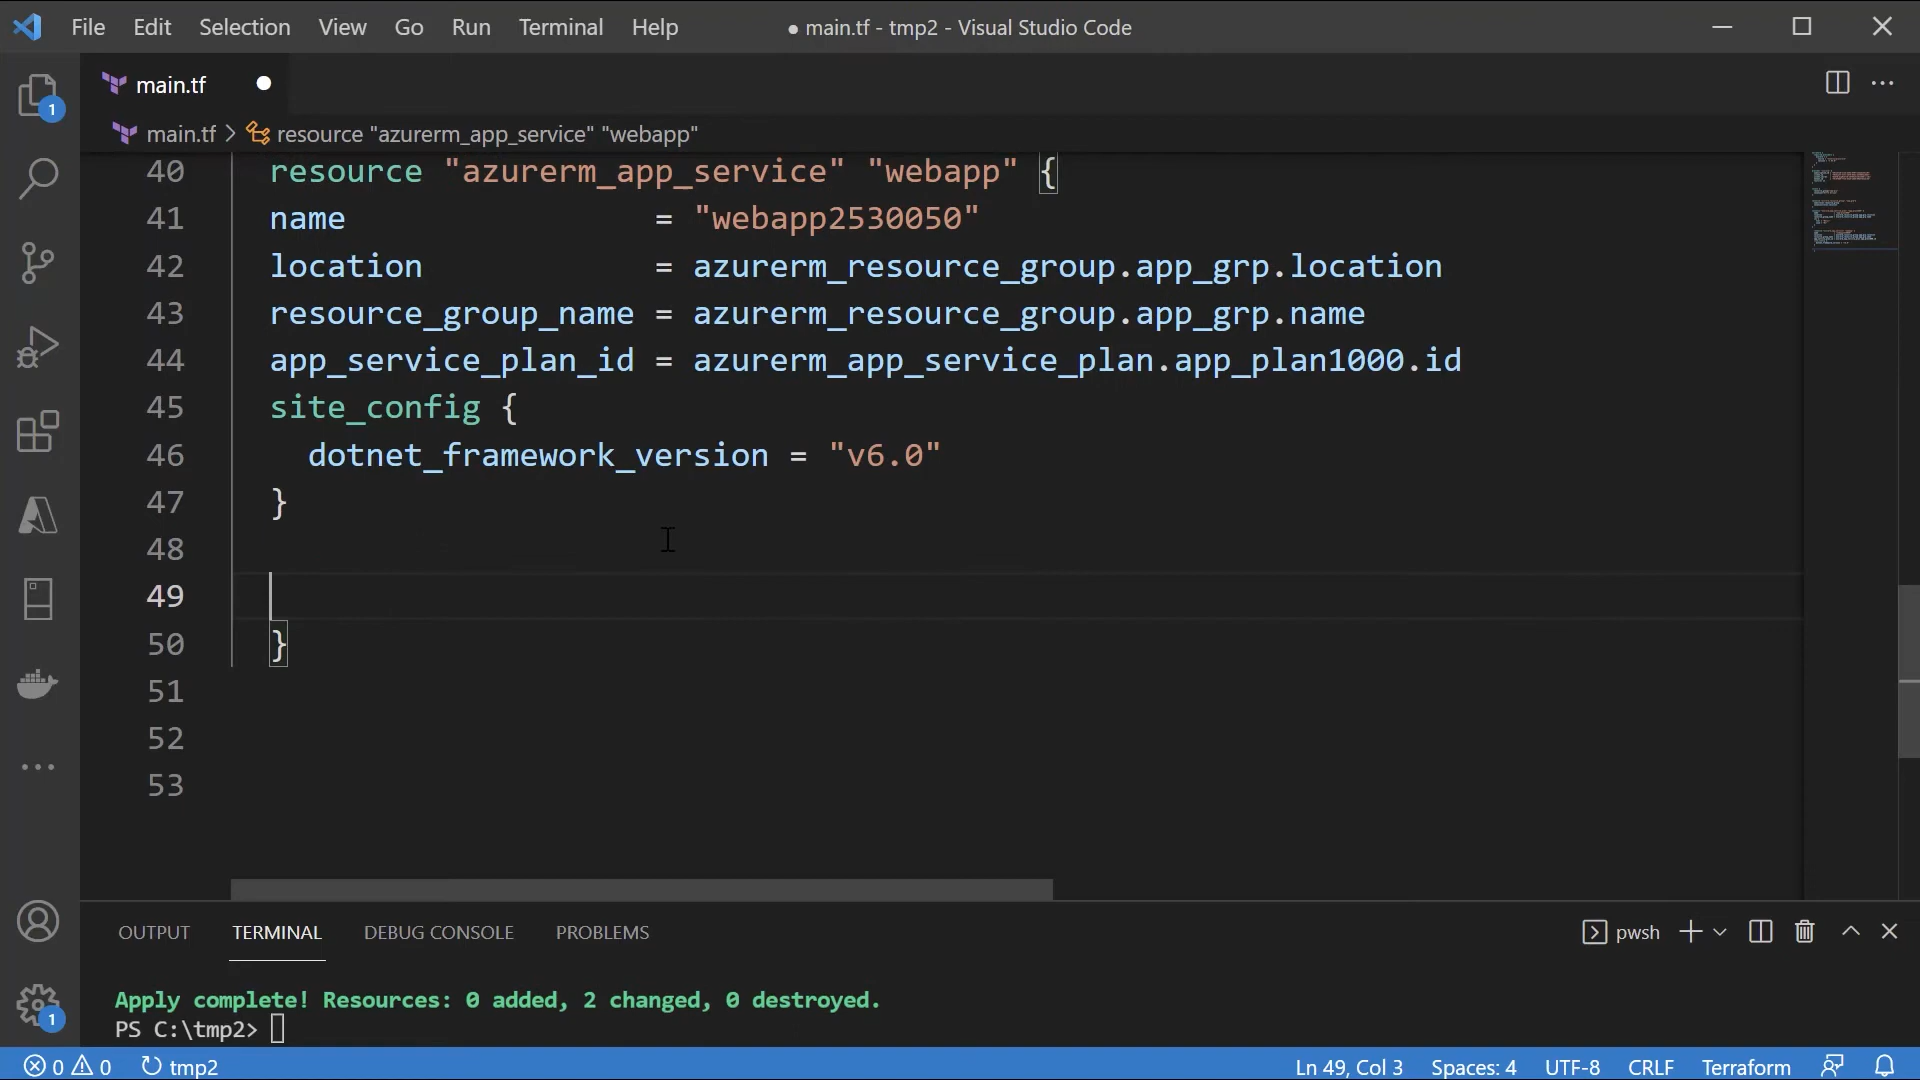 File Edit Selection View Go Run Terminal Help ● main.tf - tmp2 - Visual Studio Code
main.tf ●
main.tf > resource "azurerm_app_service" "webapp"
40 resource "azurerm_app_service" "webapp" {
41 name = "webapp2530050"
42 location = azurerm_resource_group.app_grp.location
43 resource_group_name = azurerm_resource_group.app_grp.name
44 app_service_plan_id = azurerm_app_service_plan.app_plan1000.id
45 site_config {
46 dotnet_framework_version = "v6.0"
47 }
48
49
50 }
51
52
53
1
OUTPUT TERMINAL DEBUG CONSOLE PROBLEMS pwsh
Apply complete! Resources: 0 added, 2 changed, 0 destroyed.
PS C:\tmp2>
1
0 0 tmp2 Ln 49, Col 3 Spaces: 4 UTF-8 CRLF Terraform